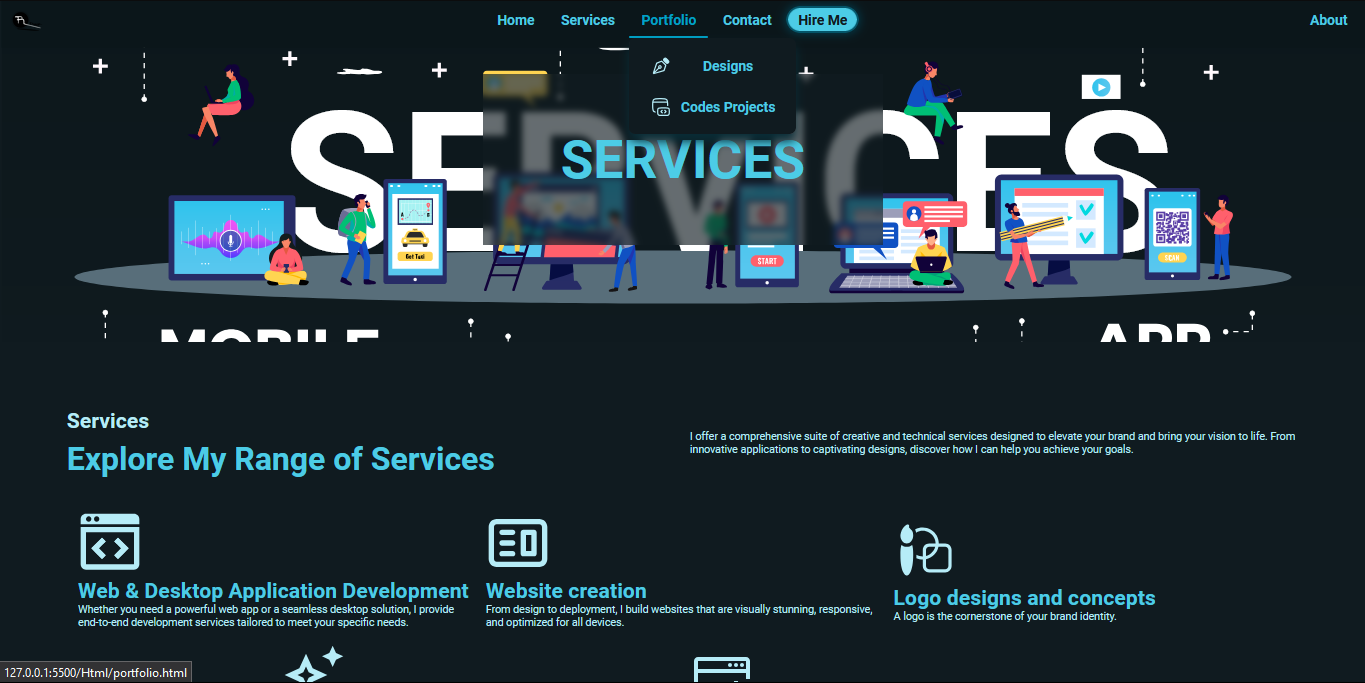 Home Services Portfolio Contact Hire Me About
Designs
Codes Projects
SERVICES
SERVICES
Get Taxi
START
SCAN
MOBILE
APP
Services
Explore My Range of Services
I offer a comprehensive suite of creative and technical services designed to elevate your brand and bring your vision to life. From
innovative applications to captivating designs, discover how I can help you achieve your goals.
Web & Desktop Application Development
Whether you need a powerful web app or a seamless desktop solution, I provide
end-to-end development services tailored to meet your specific needs.
Website creation
From design to deployment, I build websites that are visually stunning, responsive,
and optimized for all devices.
Logo designs and concepts
A logo is the cornerstone of your brand identity.
127.0.0.1:5500/Html/portfolio.html